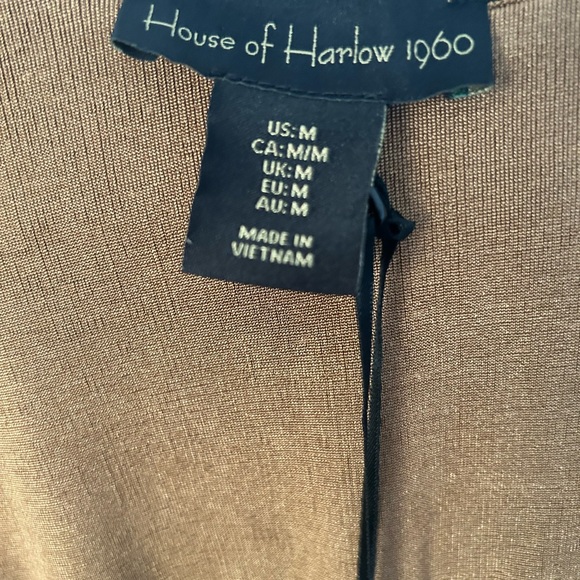 House of Harlow 1960
US: M
CA: M/M
UK: M
EU: M
AU: M
MADE IN
VIETNAM